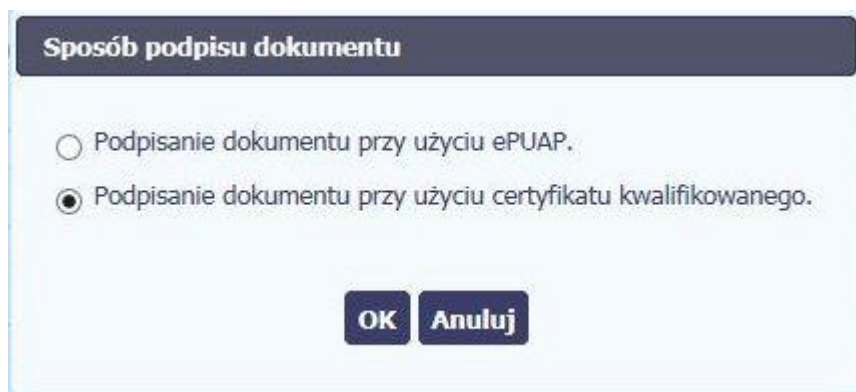 Sposób podpisu dokumentu
Podpisanie dokumentu przy użyciu ePUAP.
Podpisanie dokumentu przy użyciu certyfikatu kwalifikowanego.
OK Anuluj